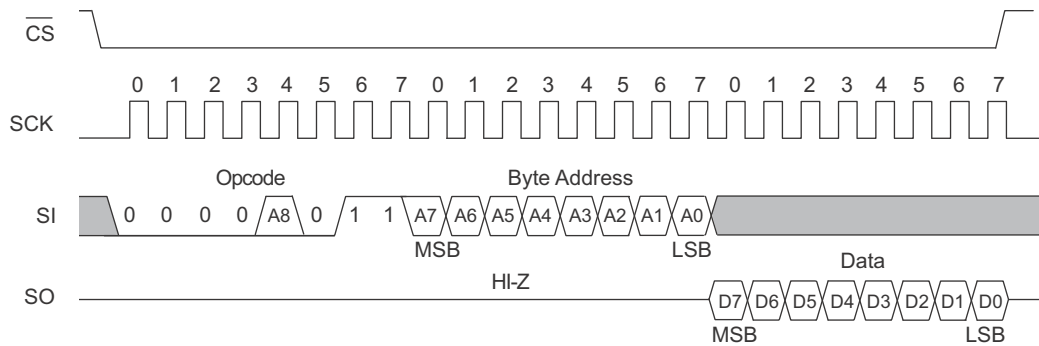 CS
0 1 2 3 4 5 6 7 0 1 2 3 4 5 6 7 0 1 2 3 4 5 6 7
SCK
Opcode Byte Address
SI 0 0 0 0 A8 0 1 1 A7 A6 A5 A4 A3 A2 A1 A0
MSB LSB
HI-Z Data
SO D7 D6 D5 D4 D3 D2 D1 D0
MSB LSB